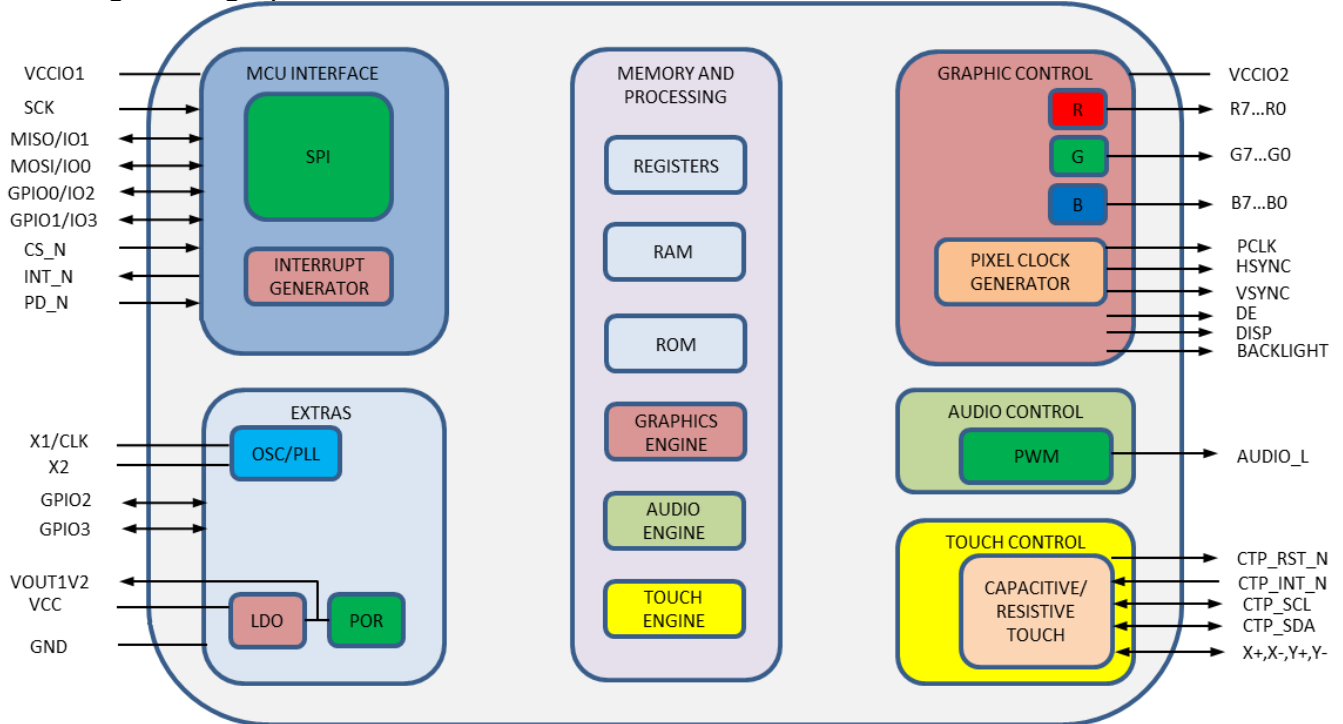 VCCIO1
SCK
MISO/IO1
MOSI/IO0
GPIO0/IO2
GPIO1/IO3
CS_N
INT_N
PD_N
MCU INTERFACE
SPI
INTERRUPT
GENERATOR
X1/CLK
X2
GPIO2
GPIO3
VOUT1V2
VCC
GND
EXTRAS
OSC/PLL
LDO
POR
MEMORY AND
PROCESSING
REGISTERS
RAM
ROM
GRAPHICS
ENGINE
AUDIO
ENGINE
TOUCH
ENGINE
GRAPHIC CONTROL
R
G
B
PIXEL CLOCK
GENERATOR
VCCIO2
R7...R0
G7...G0
B7...B0
PCLK
HSYNC
VSYNC
DE
DISP
BACKLIGHT
AUDIO CONTROL
PWM
AUDIO_L
TOUCH CONTROL
CAPACITIVE/
RESISTIVE
TOUCH
CTP_RST_N
CTP_INT_N
CTP_SCL
CTP_SDA
X+,X-,Y+,Y-